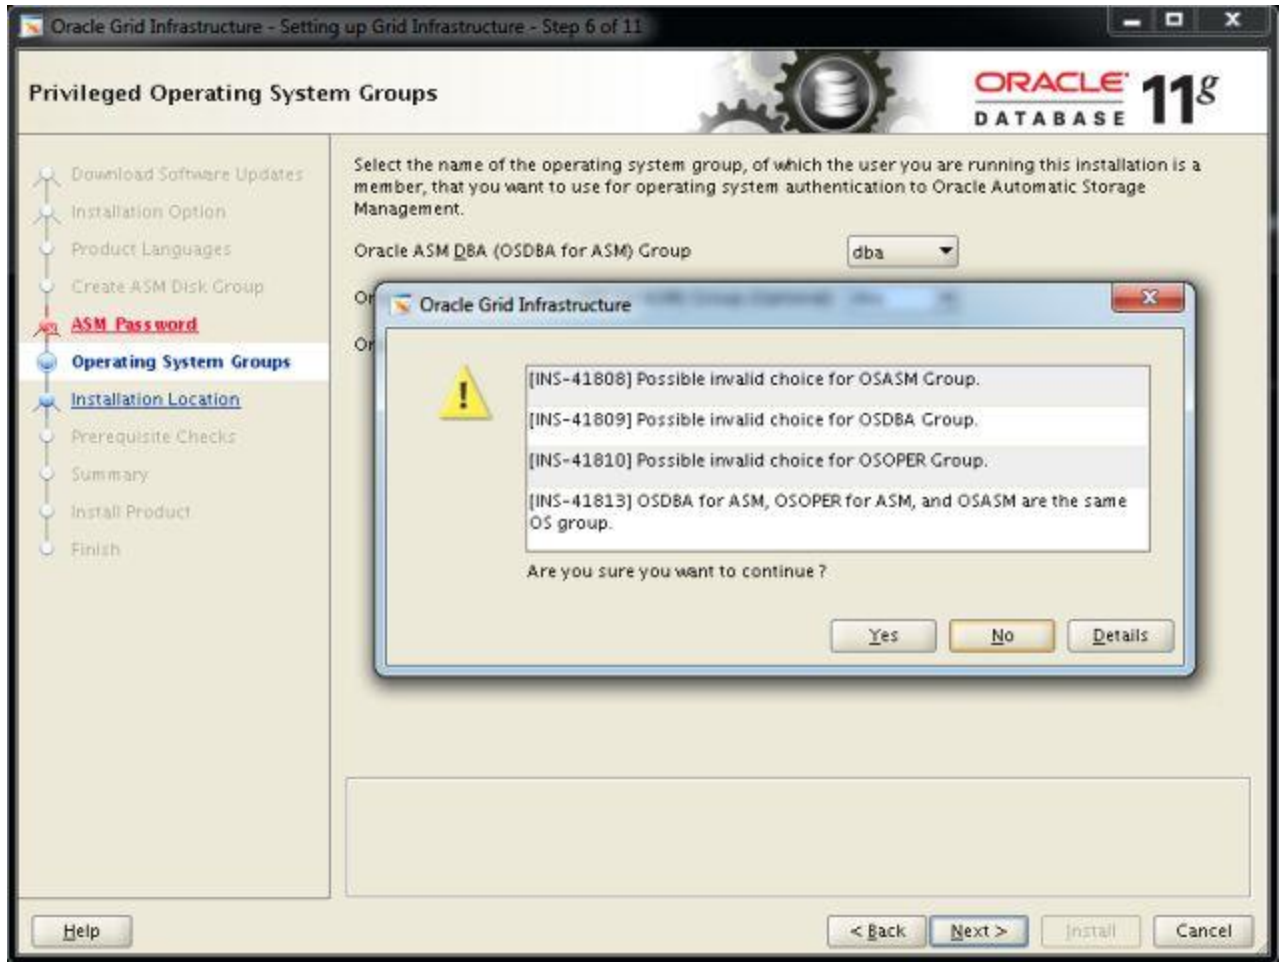 Oracle Grid Infrastructure - Setting up Grid Infrastructure - Step 6 of 11
Privileged Operating System Groups
ORACLE
DATABASE
11g
Download Software Updates
Installation Option
Product Languages
Create ASM Disk Group
ASM Password
Operating System Groups
Installation Location
Prerequisite Checks
Summary
Install Product
Finish
Select the name of the operating system group, of which the user you are running this installation is a
member, that you want to use for operating system authentication to Oracle Automatic Storage
Management.
Oracle ASM DBA (OSDBA for ASM) Group
dba
Oracle Grid Infrastructure
[INS-41808] Possible invalid choice for OSASM Group.
[INS-41809] Possible invalid choice for OSDBA Group.
[INS-41810] Possible invalid choice for OSOPER Group.
[INS-41813] OSDBA for ASM, OSOPER for ASM, and OSASM are the same
OS group.
Are you sure you want to continue ?
Yes
No
Details
Help
< Back
Next >
Install
Cancel